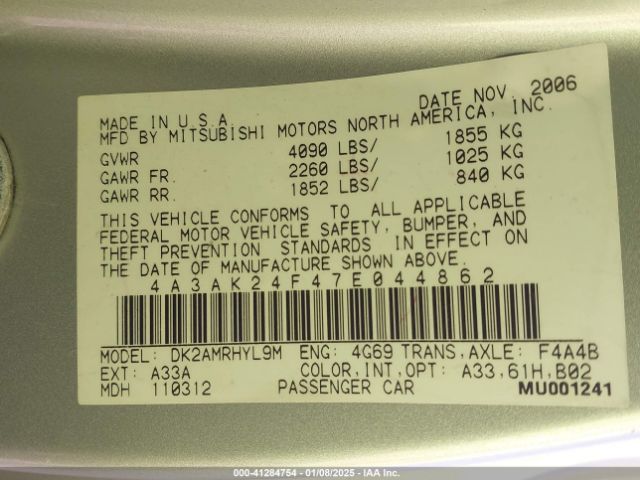 MADE IN U.S.A. DATE NOV. 2006
MFD BY MITSUBISHI MOTORS NORTH AMERICA, INC.
GVWR 4090 LBS/ 1855 KG
GAWR FR. 2260 LBS/ 1025 KG
GAWR RR. 1852 LBS/ 840 KG
THIS VEHICLE CONFORMS TO ALL APPLICABLE
FEDERAL MOTOR VEHICLE SAFETY, BUMPER, AND
THEFT PREVENTION STANDARDS IN EFFECT ON
THE DATE OF MANUFACTURE SHOWN ABOVE.
4A3AK24F47E044862
MODEL: DK2AMRHYL9M ENG: 4G69 TRANS,AXLE: F4A4B
EXT: A33A COLOR,INT,OPT: A33,61H,B02
MDH 110312 PASSENGER CAR MU001241
000-41284754 - 01/08/2025 - IAA Inc.